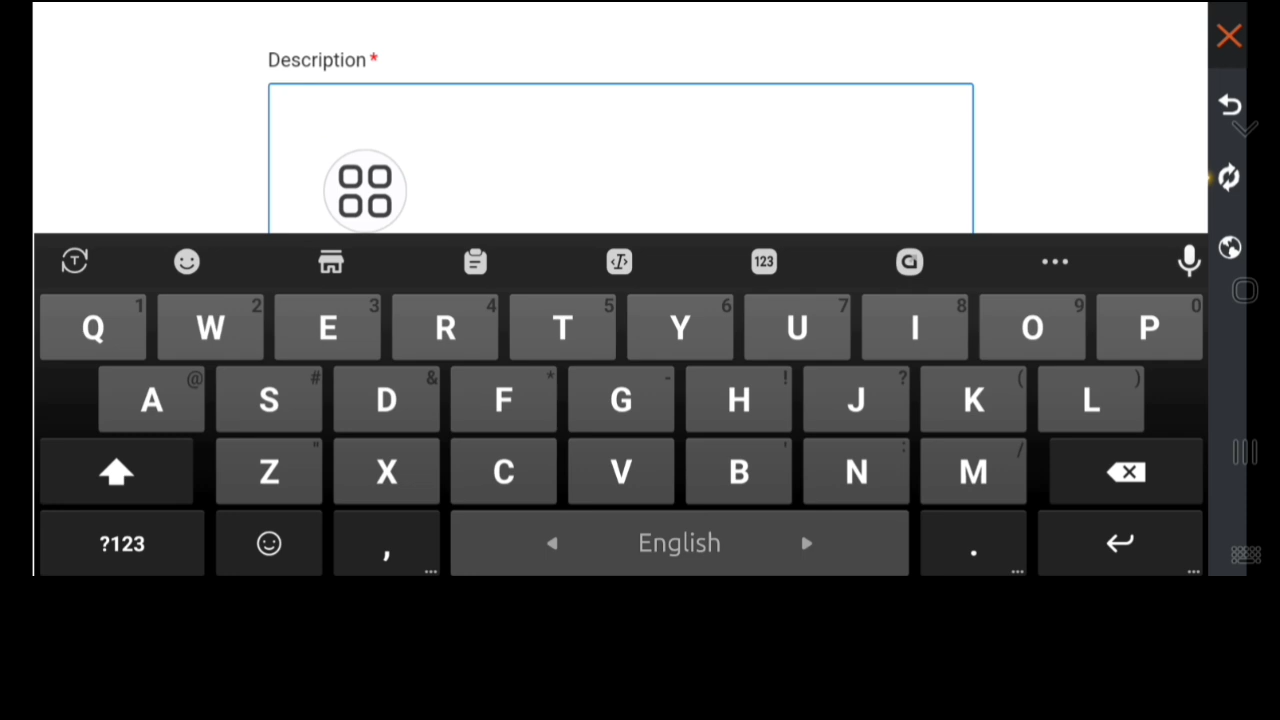 Description *
123
Q 1 W 2 E 3 R 4 T 5 Y 6 U 7 I 8 O 9 P 0
A @ S # D & F * G - H ! J ? K ( L )
Z " X C V B ' N : M /
?123 , ... English . ... ...